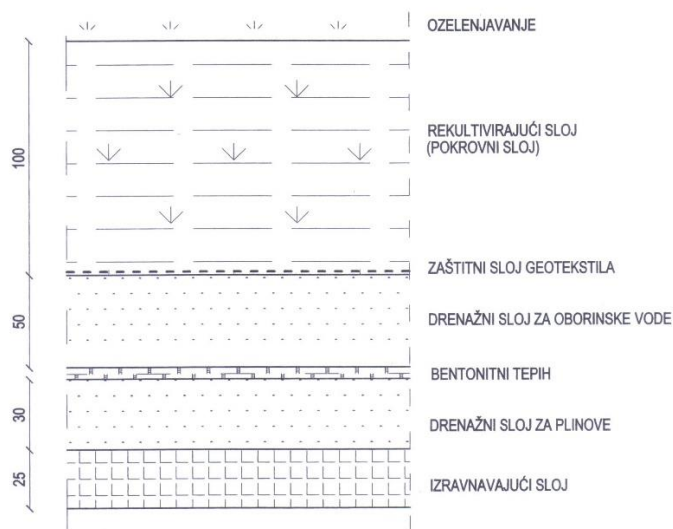 OZELENJAVANJE
100
REKULTIVIRAJUĆI SLOJ
(POKROVNI SLOJ)
ZAŠTITNI SLOJ GEOTEKSTILA
50
DRENAŽNI SLOJ ZA OBORINSKE VODE
BENTONITNI TEPIH
30
DRENAŽNI SLOJ ZA PLINOVE
25
IZRAVNAVAJUĆI SLOJ